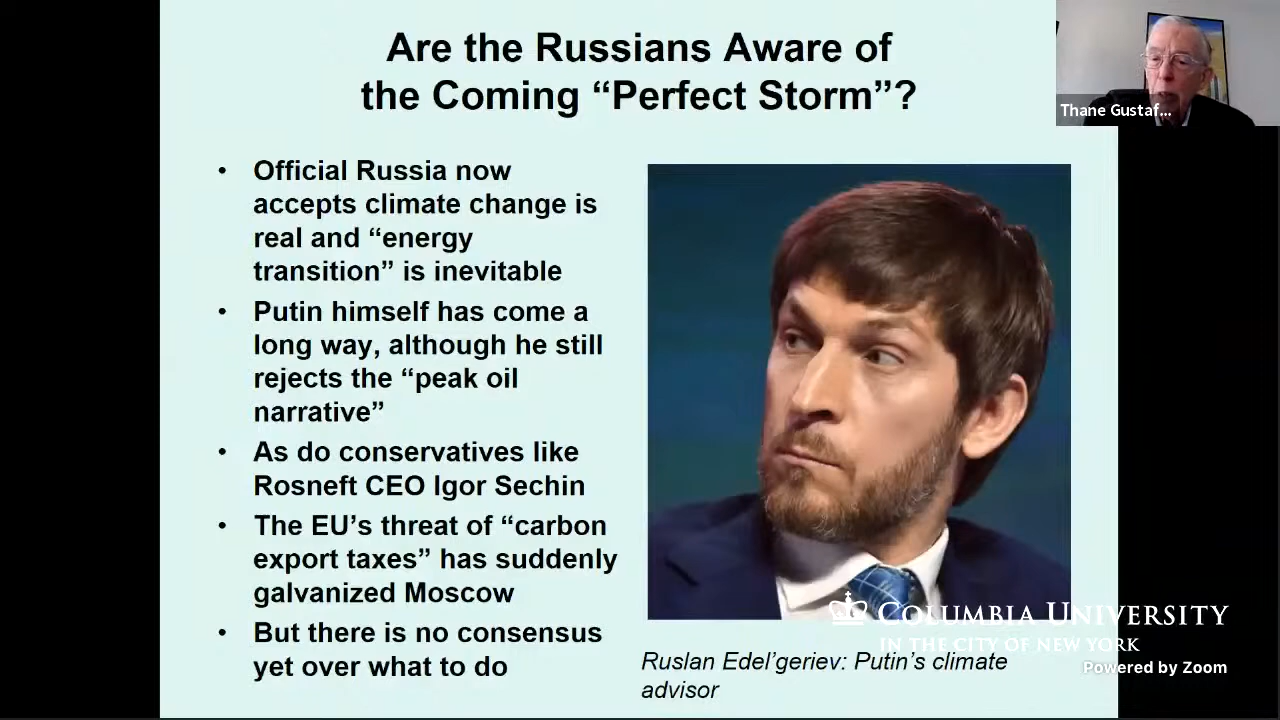 Are the Russians Aware of
the Coming “Perfect Storm”?
Thane Gustaf...
• Official Russia now
accepts climate change is
real and “energy
transition” is inevitable
• Putin himself has come a
long way, although he still
rejects the “peak oil
narrative”
• As do conservatives like
Rosneft CEO Igor Sechin
• The EU’s threat of “carbon
export taxes” has suddenly
galvanized Moscow
• But there is no consensus
yet over what to do
Ruslan Edel’geriev: Putin’s climate
advisor
COLUMBIA UNIVERSITY
IN THE CITY OF NEW YORK
Powered by Zoom